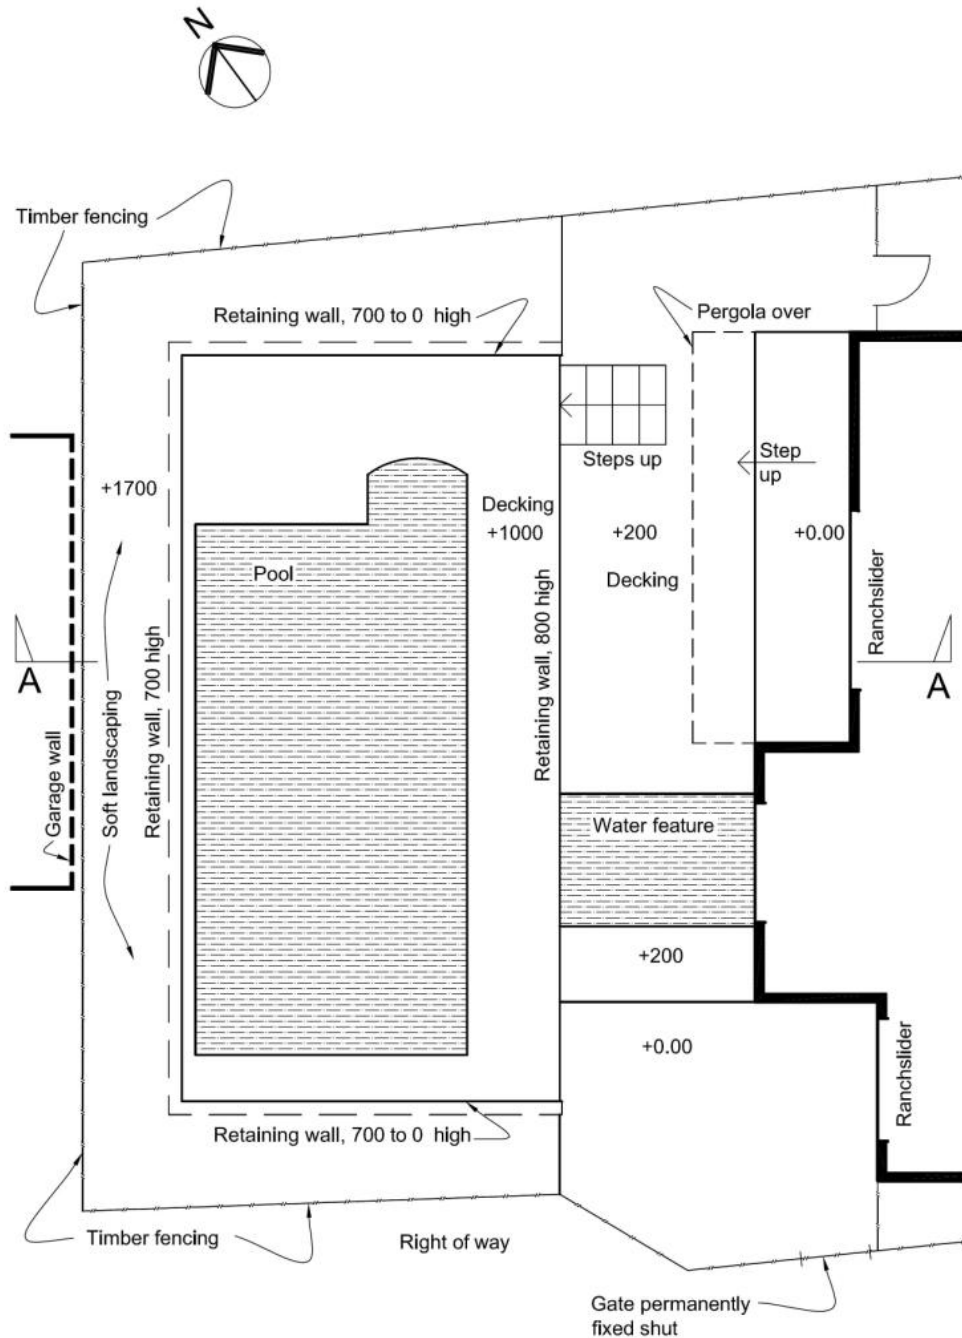 N
Timber fencing
Retaining wall, 700 to 0 high
Pergola over
Steps up
Step
up
+1700
Decking
+1000
+200
+0.00
Decking
Pool
Ranchslider
Retaining wall, 800 high
Retaining wall, 700 high
Soft landscaping
Garage wall
A
A
Water feature
+200
+0.00
Ranchslider
Retaining wall, 700 to 0 high
Timber fencing
Right of way
Gate permanently
fixed shut